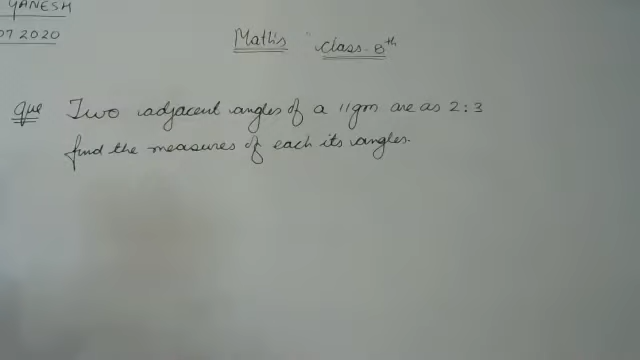 YANESH
07 2020
Maths Class - 8th
Que Two adjacent angles of a ||gm are as 2:3
find the measures of each its angles.